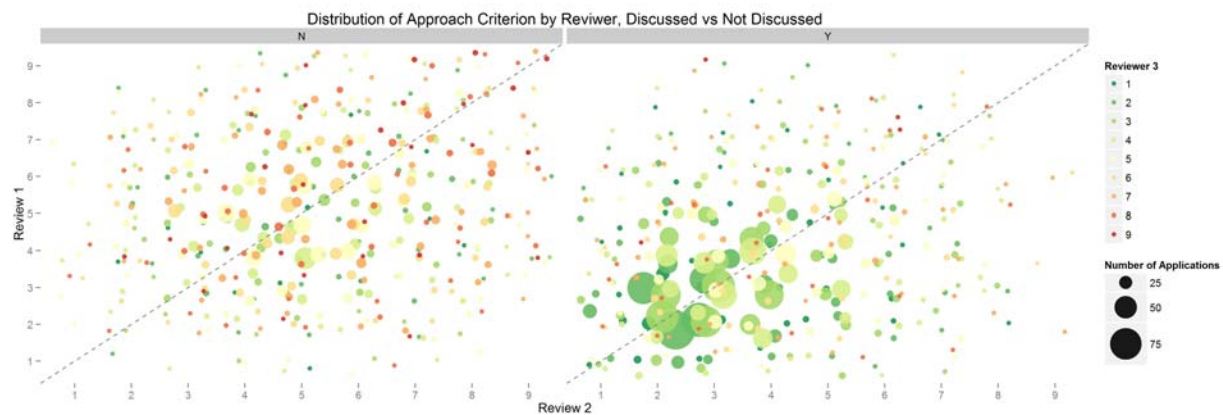 Distribution of Approach Criterion by Reviwer, Discussed vs Not Discussed
N
Y
Review 1
9
8
7
6
5
4
3
2
1
1 2 3 4 5 6 7 8 9
1 2 3 4 5 6 7 8 9
Review 2
Reviewer 3
1
2
3
4
5
6
7
8
9
Number of Applications
25
50
75